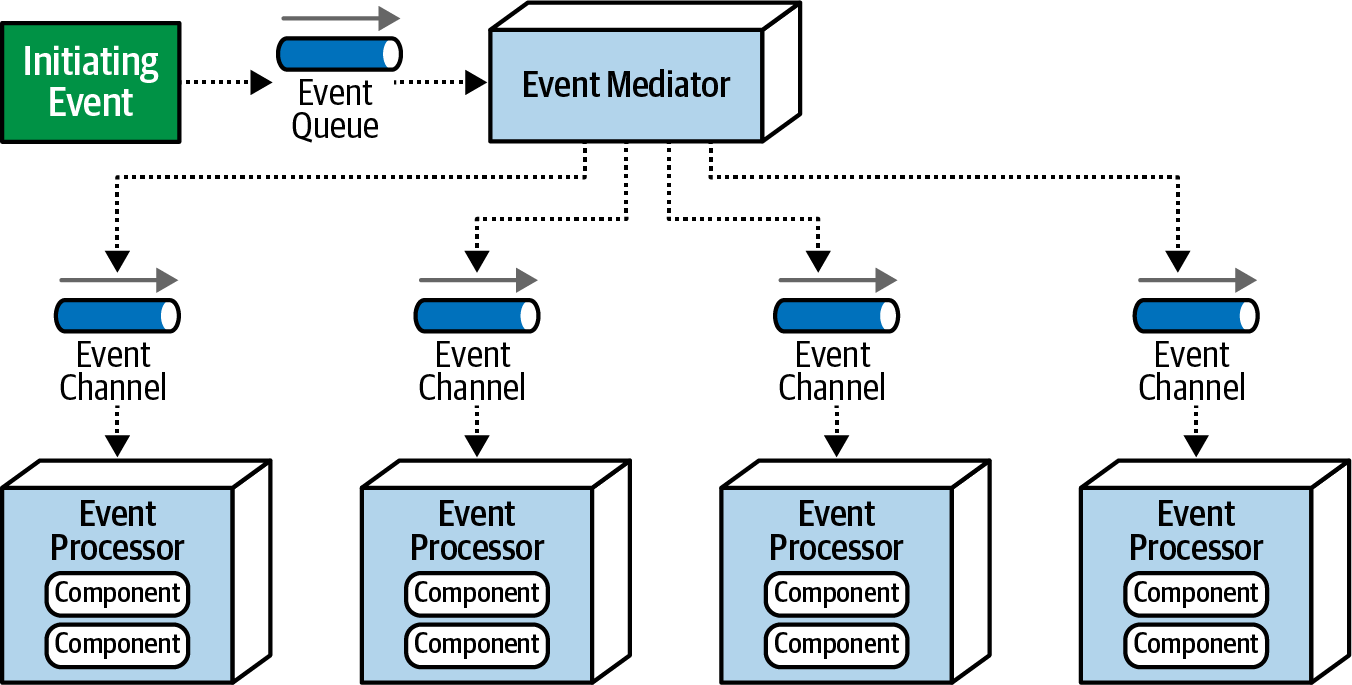 Initiating
Event
Event
Queue
Event Mediator
Event
Channel
Event
Channel
Event
Channel
Event
Channel
Event
Processor
Component
Component
Event
Processor
Component
Component
Event
Processor
Component
Component
Event
Processor
Component
Component